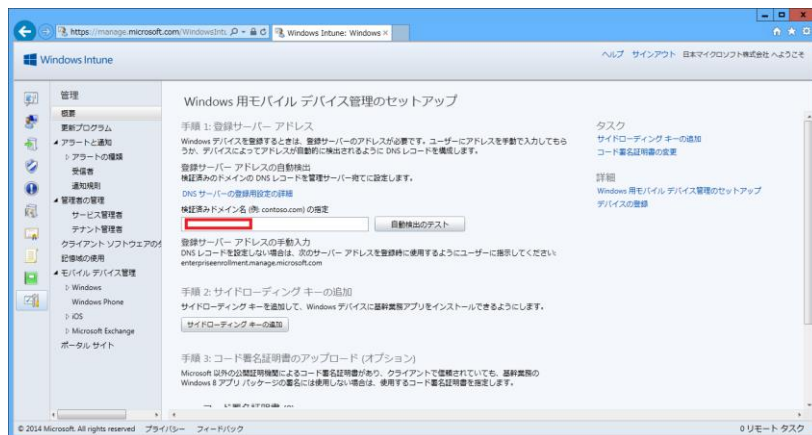 https://manage.microsoft.com/WindowsInt
Windows Intune: Windows
Windows Intune
ヘルプ サインアウト 日本マイクロソフト株式会社 へようこそ
管理
概要
更新プログラム
アラートと通知
アラートの種類
受信者
通知規則
管理者の管理
サービス管理者
テナント管理者
クライアント ソフトウェアの
記憶域の使用
モバイル デバイス管理
Windows
Windows Phone
iOS
Microsoft Exchange
ポータル サイト
Windows 用モバイル デバイス管理のセットアップ
手順 1: 登録サーバー アドレス
Windows デバイスを登録するときは、登録サーバーのアドレスが必要です。ユーザーにアドレスを手動で入力してもら
うか、デバイスによってアドレスが自動的に検出されるように DNS レコードを構成します。
登録サーバー アドレスの自動検出
検証済みのドメインの DNS レコードを管理サーバー宛てに設定します。
DNS サーバーの登録用設定の詳細
検証済みドメイン名 (例: contoso.com) の指定
自動検出のテスト
登録サーバー アドレスの手動入力
DNS レコードを設定しない場合は、次のサーバー アドレスを登録時に使用するようにユーザーに指示してください:
enterpriseenrollment.manage.microsoft.com
手順 2: サイドローディング キーの追加
サイドローディング キーを追加して、Windows デバイスに基幹業務アプリをインストールできるようにします。
サイドローディング キーの追加
手順 3: コード署名証明書のアップロード (オプション)
Microsoft 以外の公開証明機関によるコード署名証明書があり、クライアントで信頼されていても、基幹業務の
Windows 8 アプリ パッケージの署名には使用しない場合は、使用するコード署名証明書を指定します。
タスク
サイドローディング キーの追加
コード署名証明書の変更
詳細
Windows 用モバイル デバイス管理のセットアップ
デバイスの登録
© 2014 Microsoft. All rights reserved プライバシー フィードバック
0 リモート タスク